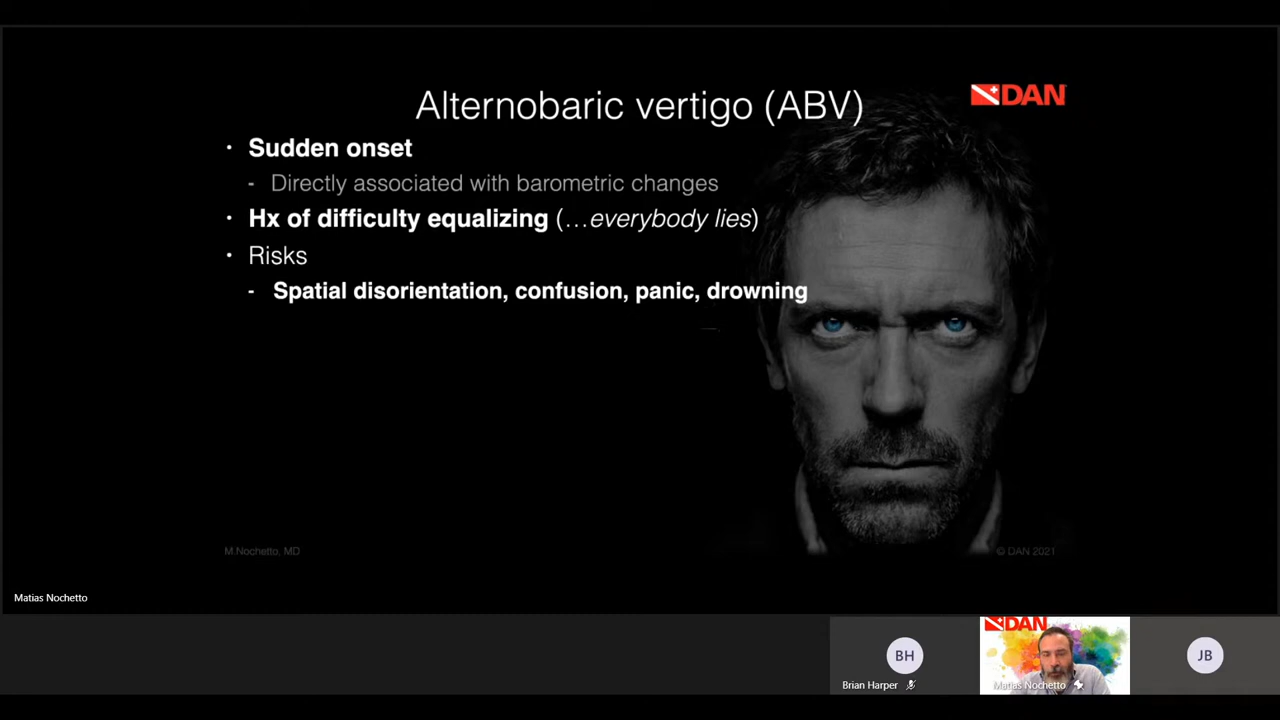 Alternobaric vertigo (ABV)
DAN
• Sudden onset
- Directly associated with barometric changes
• Hx of difficulty equalizing (…everybody lies)
• Risks
- Spatial disorientation, confusion, panic, drowning
M.Nochetto, MD
© DAN 2021
Matias Nochetto
DAN
BH
Brian Harper
Matias Nochetto
JB